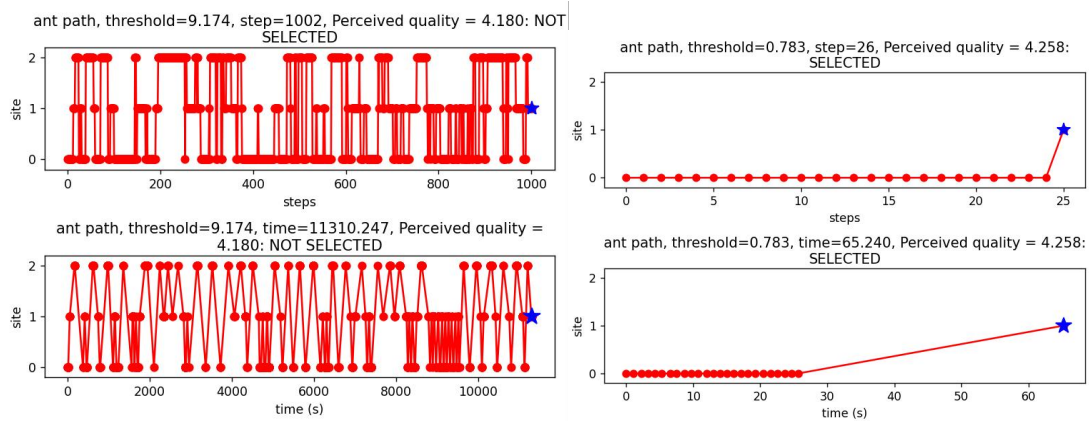 ant path, threshold=9.174, step=1002, Perceived quality = 4.180: NOT
SELECTED
2
1
0
site
0 200 400 600 800 1000
steps
ant path, threshold=9.174, time=11310.247, Perceived quality =
4.180: NOT SELECTED
2
1
0
site
0 2000 4000 6000 8000 10000
time (s)
ant path, threshold=0.783, step=26, Perceived quality = 4.258:
SELECTED
2
1
0
site
0 5 10 15 20 25
steps
ant path, threshold=0.783, time=65.240, Perceived quality = 4.258:
SELECTED
2
1
0
site
0 10 20 30 40 50 60
time (s)